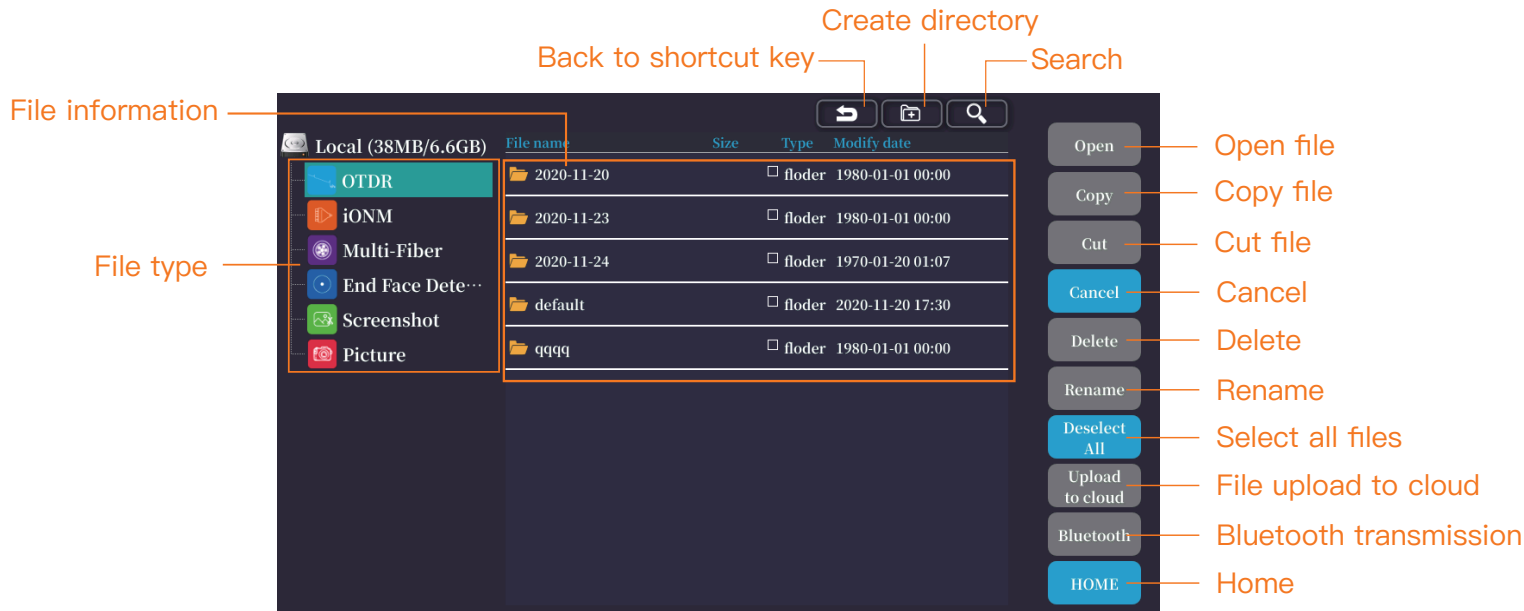 Create directory
Back to shortcut key
Search
File information
Local (38MB/6.6GB)
File name Size Type Modify date
OTDR
iONM
Multi-Fiber
End Face Dete···
Screenshot
Picture
File type
2020-11-20 floder 1980-01-01 00:00
2020-11-23 floder 1980-01-01 00:00
2020-11-24 floder 1970-01-20 01:07
default floder 2020-11-20 17:30
qqqq floder 1980-01-01 00:00
Open
Open file
Copy
Copy file
Cut
Cut file
Cancel
Cancel
Delete
Delete
Rename
Rename
Deselect
All
Select all files
Upload
to cloud
File upload to cloud
Bluetooth
Bluetooth transmission
HOME
Home